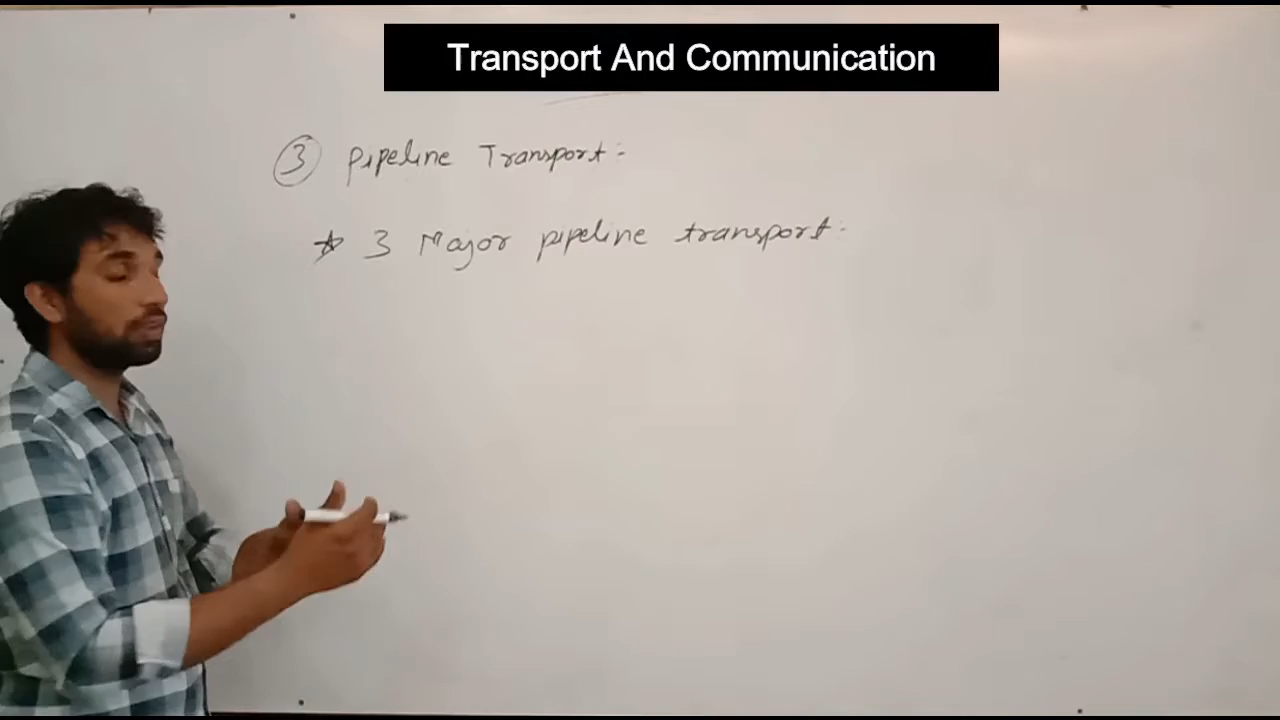 Transport And Communication
③ Pipeline Transport:-
☆ 3 Major pipeline transport:-